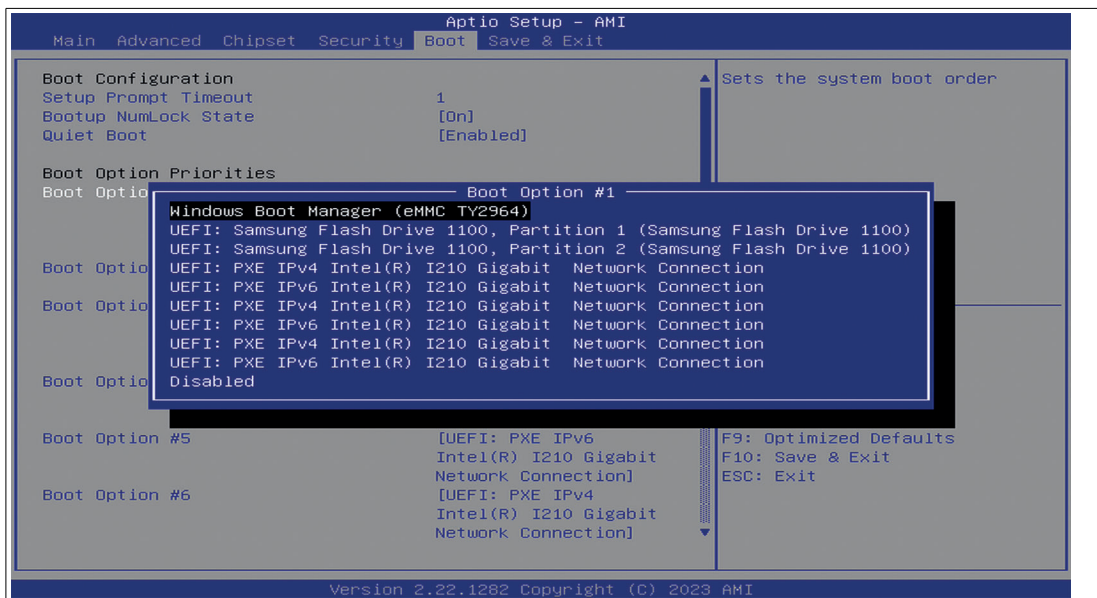 Aptio Setup – AMI
Main Advanced Chipset Security Boot Save & Exit
Boot Configuration
Setup Prompt Timeout 1
Bootup NumLock State [On]
Quiet Boot [Enabled]
Sets the system boot order
Boot Option Priorities
Boot Optio
Boot Option #1
Windows Boot Manager (eMMC TY2964)
UEFI: Samsung Flash Drive 1100, Partition 1 (Samsung Flash Drive 1100)
UEFI: Samsung Flash Drive 1100, Partition 2 (Samsung Flash Drive 1100)
Boot Optio
UEFI: PXE IPv4 Intel(R) I210 Gigabit  Network Connection
UEFI: PXE IPv6 Intel(R) I210 Gigabit  Network Connection
Boot Optio
UEFI: PXE IPv4 Intel(R) I210 Gigabit  Network Connection
UEFI: PXE IPv6 Intel(R) I210 Gigabit  Network Connection
UEFI: PXE IPv4 Intel(R) I210 Gigabit  Network Connection
UEFI: PXE IPv6 Intel(R) I210 Gigabit  Network Connection
Boot Optio
Disabled
Boot Option #5 [UEFI: PXE IPv6
Intel(R) I210 Gigabit
Network Connection]
Boot Option #6 [UEFI: PXE IPv4
Intel(R) I210 Gigabit
Network Connection]
F9: Optimized Defaults
F10: Save & Exit
ESC: Exit
Version 2.22.1282 Copyright (C) 2023 AMI